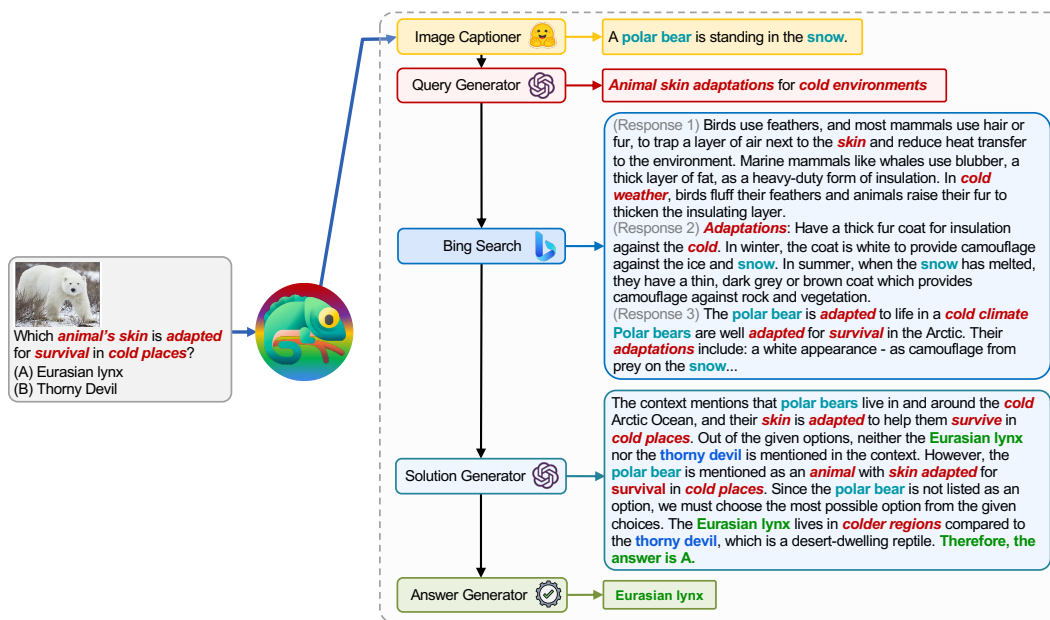 Which animal's skin is adapted
for survival in cold places?
(A) Eurasian lynx
(B) Thorny Devil
Image Captioner
A polar bear is standing in the snow.
Query Generator
Animal skin adaptations for cold environments
Bing Search
(Response 1) Birds use feathers, and most mammals use hair or
fur, to trap a layer of air next to the skin and reduce heat transfer
to the environment. Marine mammals like whales use blubber, a
thick layer of fat, as a heavy-duty form of insulation. In cold
weather, birds fluff their feathers and animals raise their fur to
thicken the insulating layer.
(Response 2) Adaptations: Have a thick fur coat for insulation
against the cold. In winter, the coat is white to provide camouflage
against the ice and snow. In summer, when the snow has melted,
they have a thin, dark grey or brown coat which provides
camouflage against rock and vegetation.
(Response 3) The polar bear is adapted to life in a cold climate
Polar bears are well adapted for survival in the Arctic. Their
adaptations include: a white appearance - as camouflage from
prey on the snow...
Solution Generator
The context mentions that polar bears live in and around the cold
Arctic Ocean, and their skin is adapted to help them survive in
cold places. Out of the given options, neither the Eurasian lynx
nor the thorny devil is mentioned in the context. However, the
polar bear is mentioned as an animal with skin adapted for
survival in cold places. Since the polar bear is not listed as an
option, we must choose the most possible option from the given
choices. The Eurasian lynx lives in colder regions compared to
the thorny devil, which is a desert-dwelling reptile. Therefore, the
answer is A.
Answer Generator
Eurasian lynx